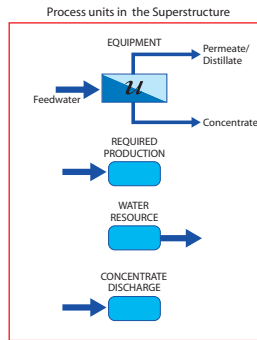 Process units in the Superstructure
EQUIPMENT
Permeate/
Distillate
u
Feedwater
Concentrate
REQUIRED
PRODUCTION
WATER
RESOURCE
CONCENTRATE
DISCHARGE